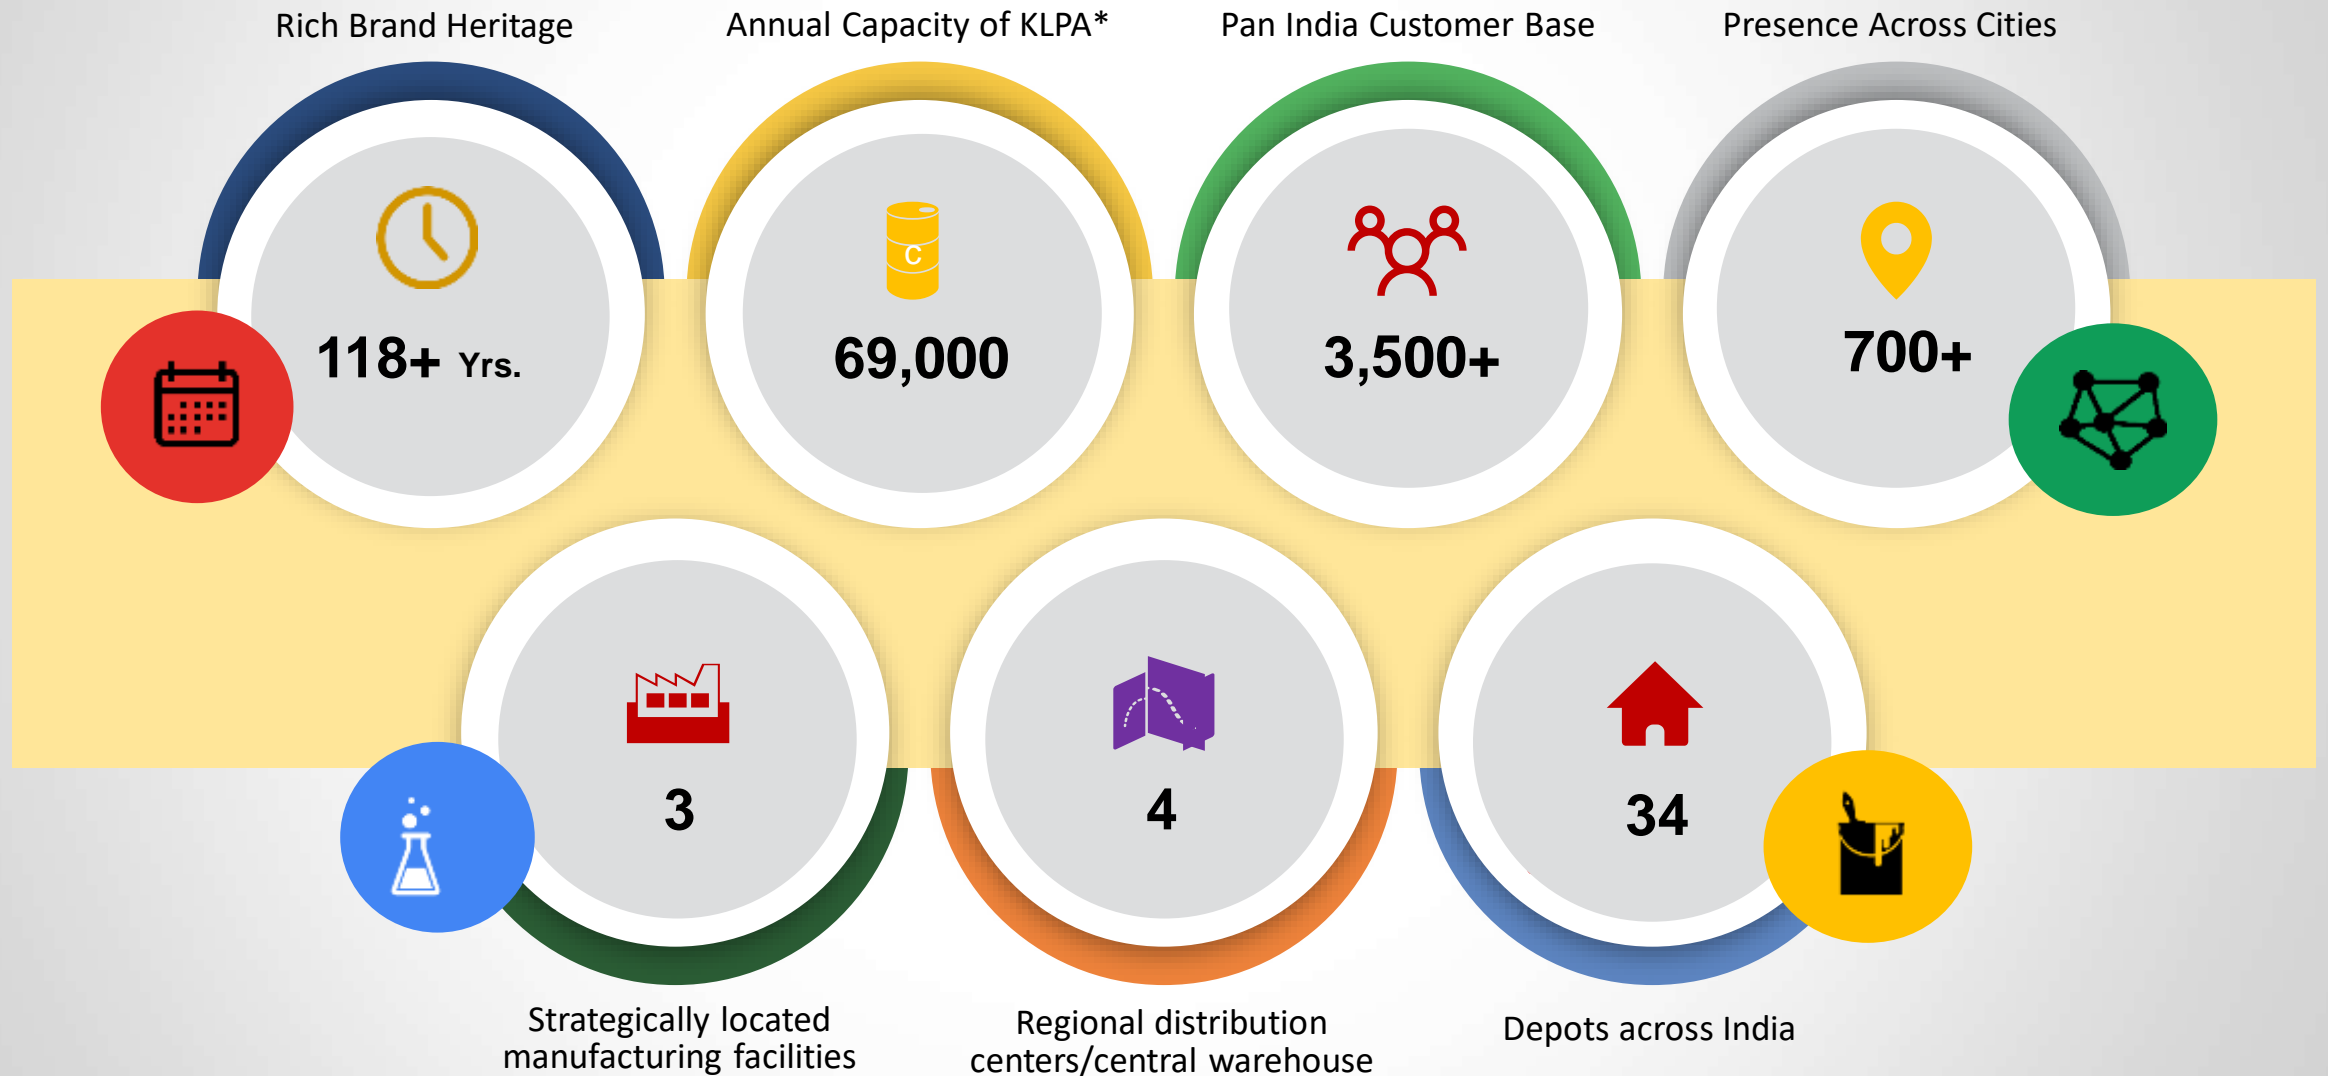 Rich Brand Heritage
Annual Capacity of KLPA*
Pan India Customer Base
Presence Across Cities
118+ Yrs.
C
69,000
3,500+
700+
3
4
34
Strategically located
manufacturing facilities
Regional distribution
centers/central warehouse
Depots across India